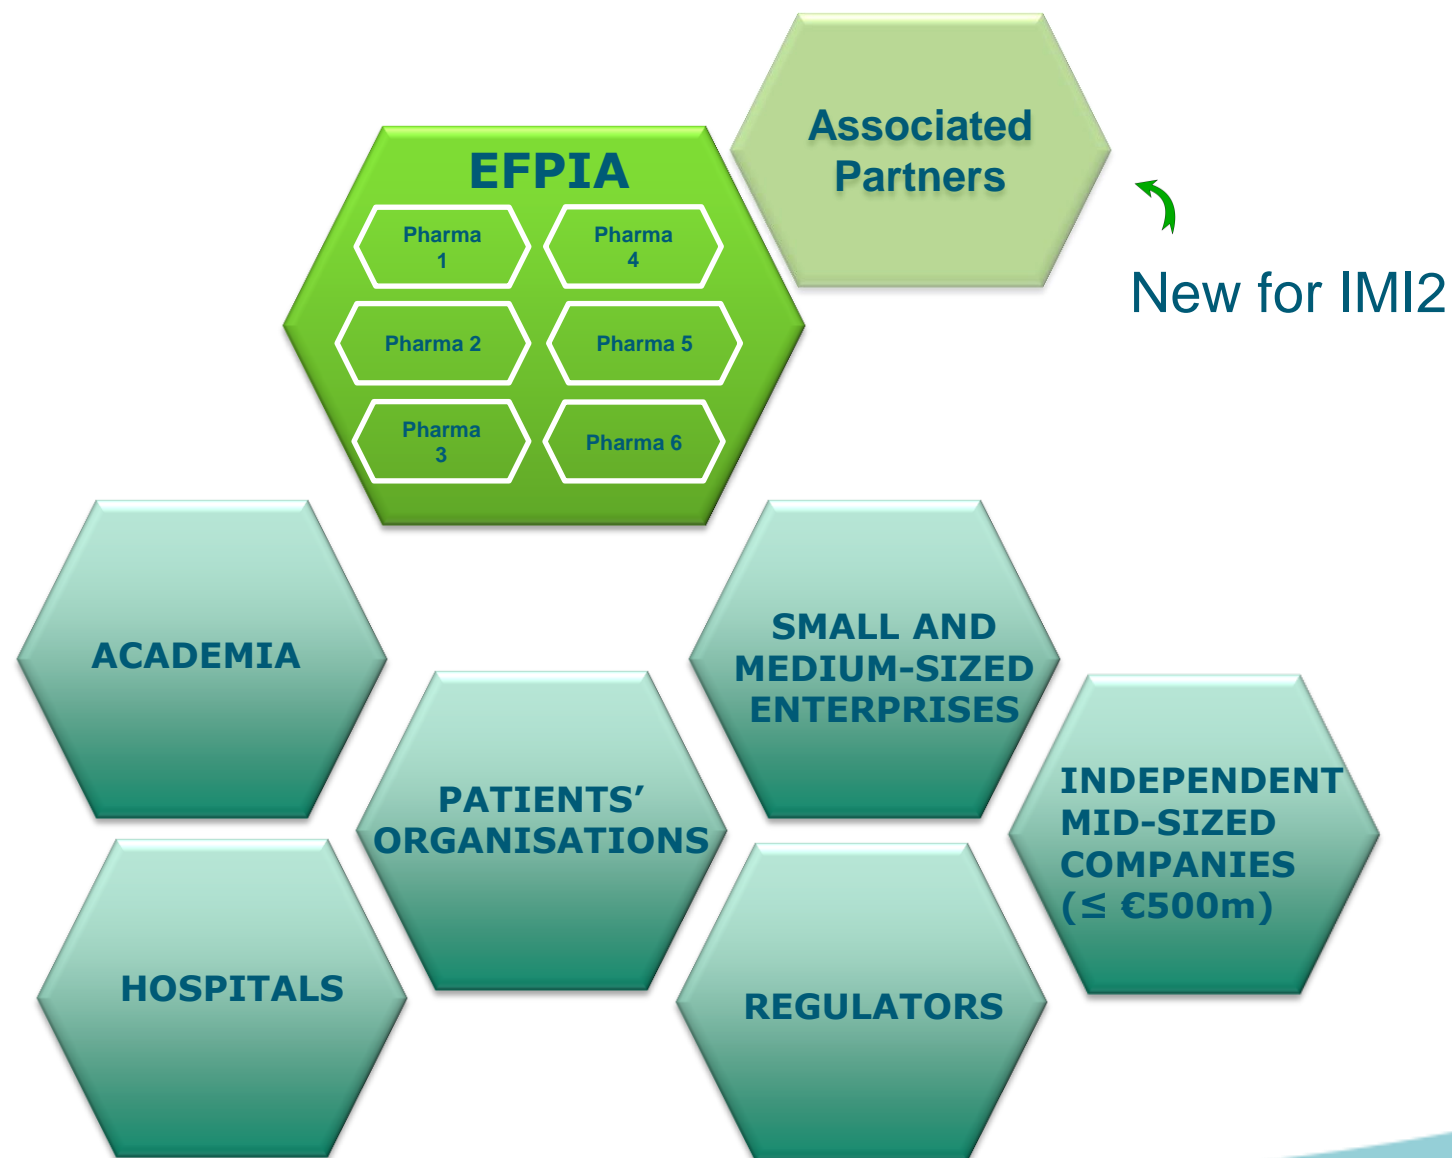 Associated
Partners
EFPIA
Pharma
1
Pharma
4
Pharma 2
Pharma 5
Pharma
3
Pharma 6
New for IMI2
ACADEMIA
SMALL AND
MEDIUM-SIZED
ENTERPRISES
PATIENTS’
ORGANISATIONS
INDEPENDENT
MID-SIZED
COMPANIES
(≤ €500m)
HOSPITALS
REGULATORS